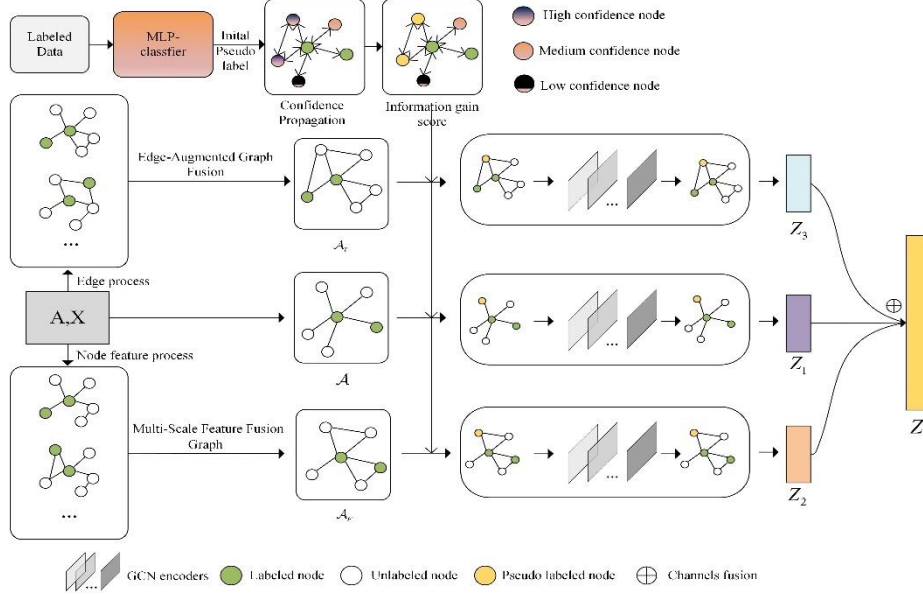 Labeled
Data
MLP-
classfier
Inital
Pseudo
label
Confidence
Propagation
Information gain
score
High confidence node
Medium confidence node
Low confidence node
Edge-Augmented Graph
Fusion
...
𝒜t
...
Z3
Edge process
A,X
Node feature process
𝒜
...
Z1
⊕
Z
Multi-Scale Feature Fusion
Graph
...
...
Z2
GCN encoders
Labeled node
Unlabeled node
Pseudo labeled node
Channels fusion